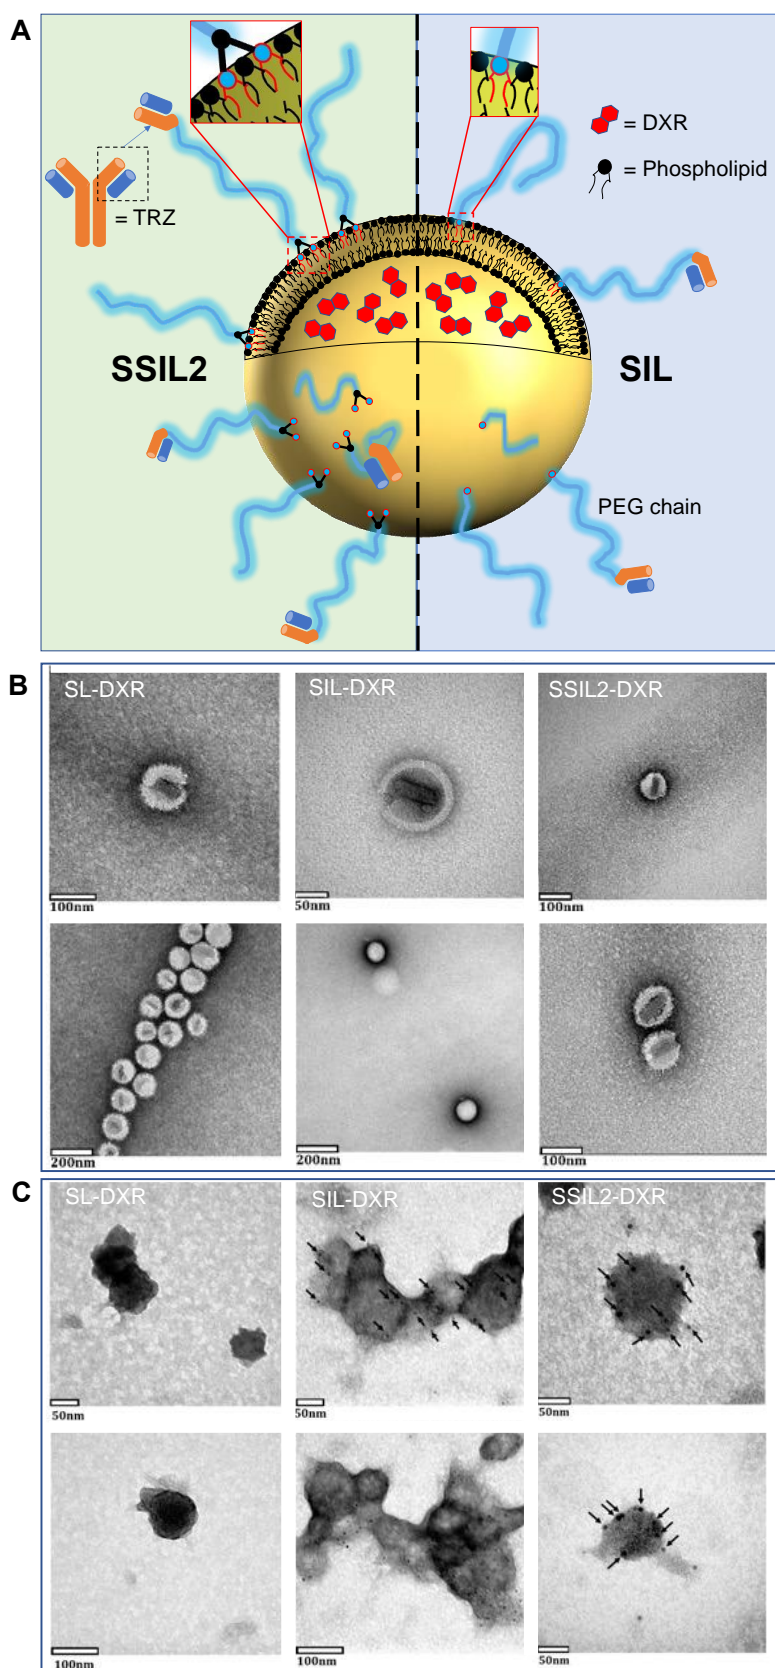 A
= DXR
= Phospholipid
= TRZ
SSIL2
SIL
PEG chain
B
SL-DXR
SIL-DXR
SSIL2-DXR
100nm
50nm
100nm
200nm
200nm
100nm
C
SL-DXR
SIL-DXR
SSIL2-DXR
50nm
50nm
50nm
100nm
100nm
50nm